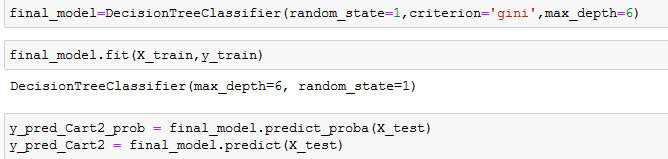 final_model=DecisionTreeClassifier(random_state=1,criterion='gini',max_depth=6)
final_model.fit(X_train,y_train)
DecisionTreeClassifier(max_depth=6, random_state=1)
y_pred_Cart2_prob = final_model.predict_proba(X_test)
y_pred_Cart2 = final_model.predict(X_test)